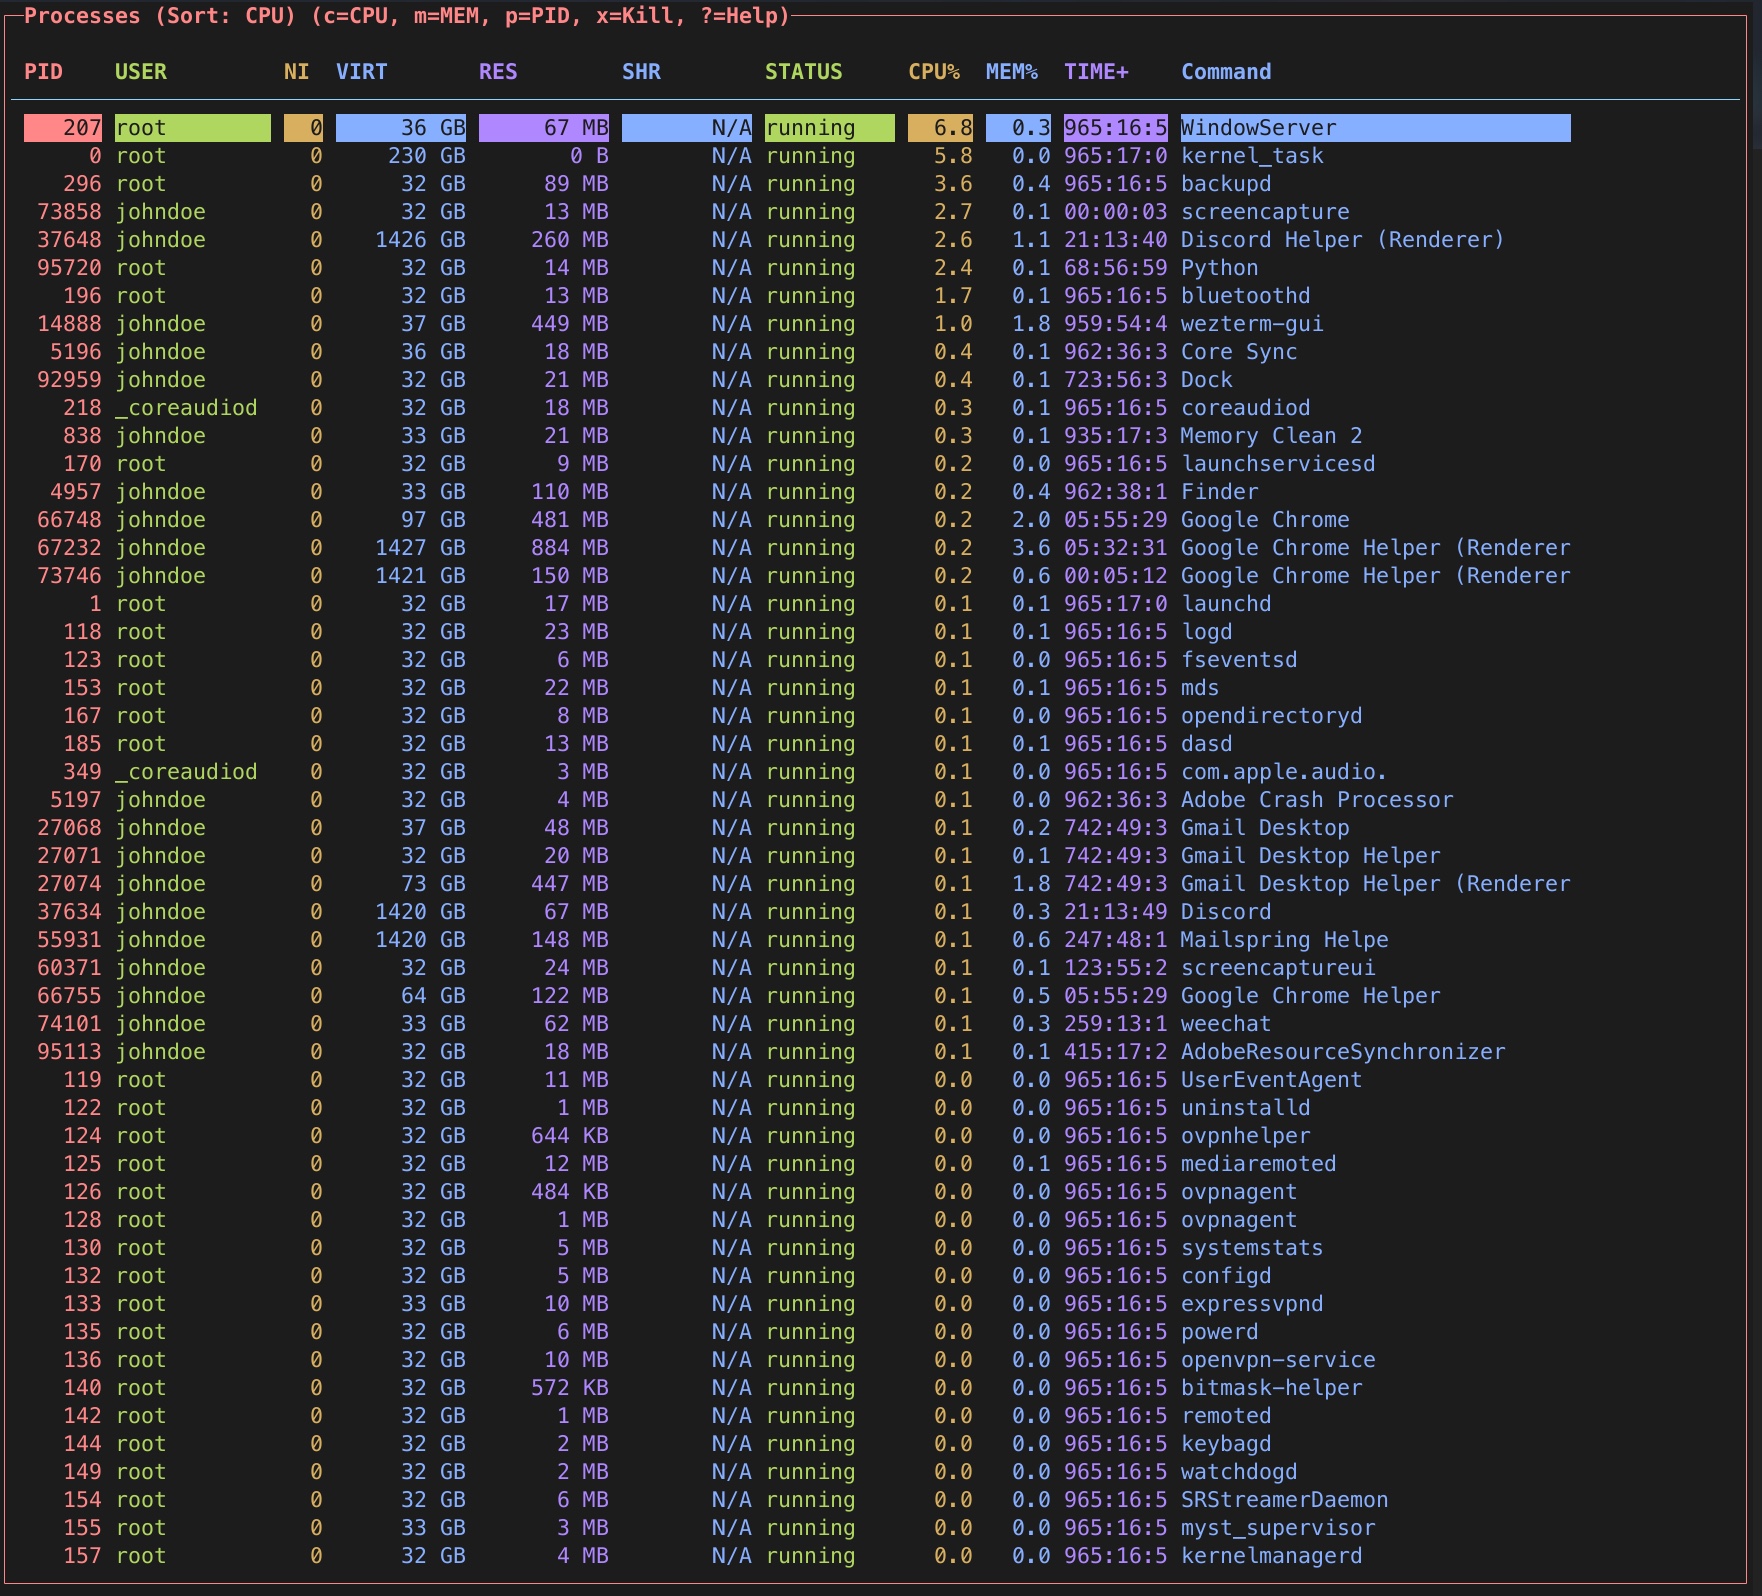 Processes (Sort: CPU) (c=CPU, m=MEM, p=PID, x=Kill, ?=Help)
PID USER NI VIRT RES SHR STATUS CPU% MEM% TIME+ Command
207 root 0 36 GB 67 MB N/A running 6.8 0.3 965:16:5 WindowServer
0 root 0 230 GB 0 B N/A running 5.8 0.0 965:17:0 kernel_task
296 root 0 32 GB 89 MB N/A running 3.6 0.4 965:16:5 backupd
73858 johndoe 0 32 GB 13 MB N/A running 2.7 0.1 00:00:03 screencapture
37648 johndoe 0 1426 GB 260 MB N/A running 2.6 1.1 21:13:40 Discord Helper (Renderer)
95720 root 0 32 GB 14 MB N/A running 2.4 0.1 68:56:59 Python
196 root 0 32 GB 13 MB N/A running 1.7 0.1 965:16:5 bluetoothd
14888 johndoe 0 37 GB 449 MB N/A running 1.0 1.8 959:54:4 wezterm-gui
5196 johndoe 0 36 GB 18 MB N/A running 0.4 0.1 962:36:3 Core Sync
92959 johndoe 0 32 GB 21 MB N/A running 0.4 0.1 723:56:3 Dock
218 _coreaudiod 0 32 GB 18 MB N/A running 0.3 0.1 965:16:5 coreaudiod
838 johndoe 0 33 GB 21 MB N/A running 0.3 0.1 935:17:3 Memory Clean 2
170 root 0 32 GB 9 MB N/A running 0.2 0.0 965:16:5 launchservicesd
4957 johndoe 0 33 GB 110 MB N/A running 0.2 0.4 962:38:1 Finder
66748 johndoe 0 97 GB 481 MB N/A running 0.2 2.0 05:55:29 Google Chrome
67232 johndoe 0 1427 GB 884 MB N/A running 0.2 3.6 05:32:31 Google Chrome Helper (Renderer
73746 johndoe 0 1421 GB 150 MB N/A running 0.2 0.6 00:05:12 Google Chrome Helper (Renderer
1 root 0 32 GB 17 MB N/A running 0.1 0.1 965:17:0 launchd
118 root 0 32 GB 23 MB N/A running 0.1 0.1 965:16:5 logd
123 root 0 32 GB 6 MB N/A running 0.1 0.0 965:16:5 fseventsd
153 root 0 32 GB 22 MB N/A running 0.1 0.1 965:16:5 mds
167 root 0 32 GB 8 MB N/A running 0.1 0.0 965:16:5 opendirectoryd
185 root 0 32 GB 13 MB N/A running 0.1 0.1 965:16:5 dasd
349 _coreaudiod 0 32 GB 3 MB N/A running 0.1 0.0 965:16:5 com.apple.audio.
5197 johndoe 0 32 GB 4 MB N/A running 0.1 0.0 962:36:3 Adobe Crash Processor
27068 johndoe 0 37 GB 48 MB N/A running 0.1 0.2 742:49:3 Gmail Desktop
27071 johndoe 0 32 GB 20 MB N/A running 0.1 0.1 742:49:3 Gmail Desktop Helper
27074 johndoe 0 73 GB 447 MB N/A running 0.1 1.8 742:49:3 Gmail Desktop Helper (Renderer
37634 johndoe 0 1420 GB 67 MB N/A running 0.1 0.3 21:13:49 Discord
55931 johndoe 0 1420 GB 148 MB N/A running 0.1 0.6 247:48:1 Mailspring Helpe
60371 johndoe 0 32 GB 24 MB N/A running 0.1 0.1 123:55:2 screencaptureui
66755 johndoe 0 64 GB 122 MB N/A running 0.1 0.5 05:55:29 Google Chrome Helper
74101 johndoe 0 33 GB 62 MB N/A running 0.1 0.3 259:13:1 weechat
95113 johndoe 0 32 GB 18 MB N/A running 0.1 0.1 415:17:2 AdobeResourceSynchronizer
119 root 0 32 GB 11 MB N/A running 0.0 0.0 965:16:5 UserEventAgent
122 root 0 32 GB 1 MB N/A running 0.0 0.0 965:16:5 uninstalld
124 root 0 32 GB 644 KB N/A running 0.0 0.0 965:16:5 ovpnhelper
125 root 0 32 GB 12 MB N/A running 0.0 0.1 965:16:5 mediaremoted
126 root 0 32 GB 484 KB N/A running 0.0 0.0 965:16:5 ovpnagent
128 root 0 32 GB 1 MB N/A running 0.0 0.0 965:16:5 ovpnagent
130 root 0 32 GB 5 MB N/A running 0.0 0.0 965:16:5 systemstats
132 root 0 32 GB 5 MB N/A running 0.0 0.0 965:16:5 configd
133 root 0 33 GB 10 MB N/A running 0.0 0.0 965:16:5 expressvpnd
135 root 0 32 GB 6 MB N/A running 0.0 0.0 965:16:5 powerd
136 root 0 32 GB 10 MB N/A running 0.0 0.0 965:16:5 openvpn-service
140 root 0 32 GB 572 KB N/A running 0.0 0.0 965:16:5 bitmask-helper
142 root 0 32 GB 1 MB N/A running 0.0 0.0 965:16:5 remoted
144 root 0 32 GB 2 MB N/A running 0.0 0.0 965:16:5 keybagd
149 root 0 32 GB 2 MB N/A running 0.0 0.0 965:16:5 watchdogd
154 root 0 32 GB 6 MB N/A running 0.0 0.0 965:16:5 SRStreamerDaemon
155 root 0 33 GB 3 MB N/A running 0.0 0.0 965:16:5 myst_supervisor
157 root 0 32 GB 4 MB N/A running 0.0 0.0 965:16:5 kernelmanagerd